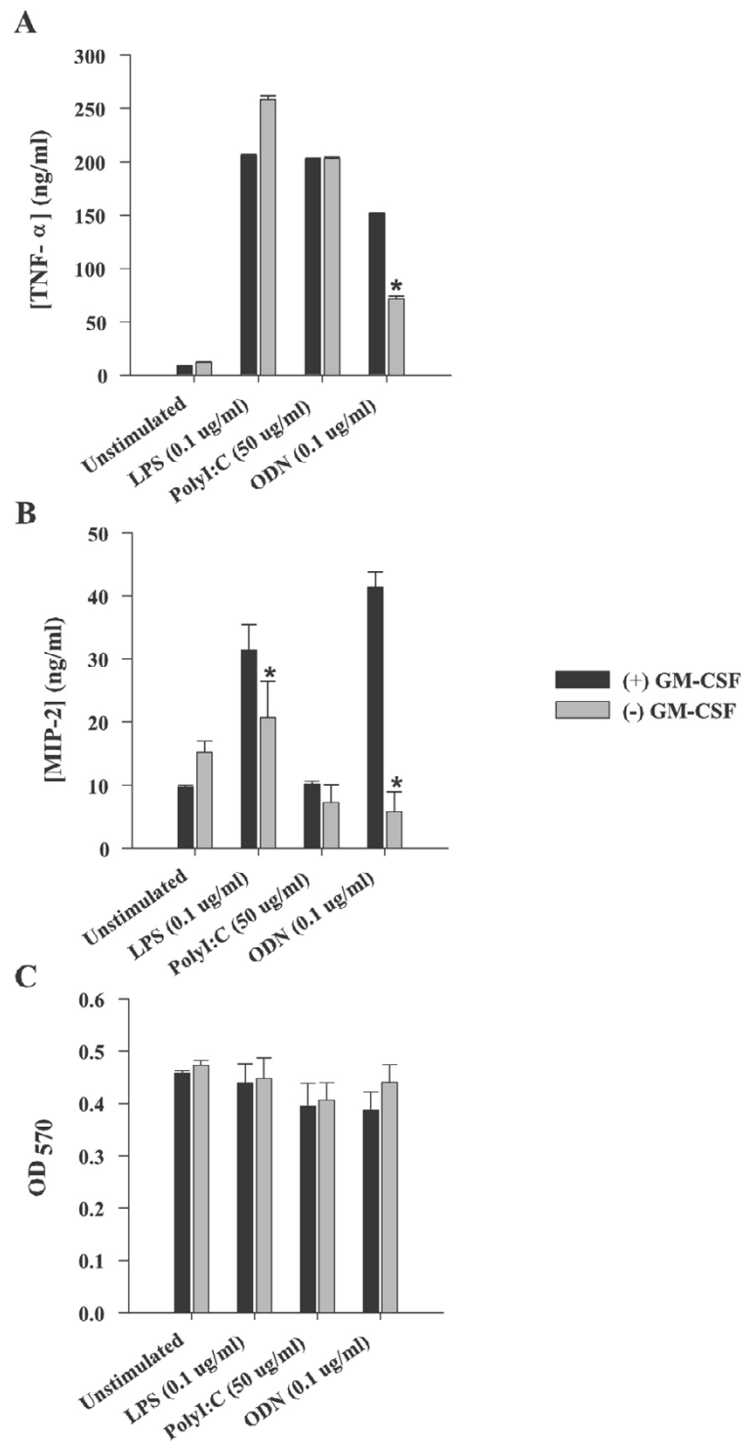 A
300
250
200
150
100
50
0
[TNF- α] (ng/ml)
Unstimulated
LPS (0.1 ug/ml)
PolyI:C (50 ug/ml)
ODN (0.1 ug/ml)
*
B
50
40
30
20
10
0
[MIP-2] (ng/ml)
Unstimulated
LPS (0.1 ug/ml)
PolyI:C (50 ug/ml)
ODN (0.1 ug/ml)
*
*
(+) GM-CSF
(-) GM-CSF
C
0.6
0.5
0.4
0.3
0.2
0.1
0.0
OD570
Unstimulated
LPS (0.1 ug/ml)
PolyI:C (50 ug/ml)
ODN (0.1 ug/ml)